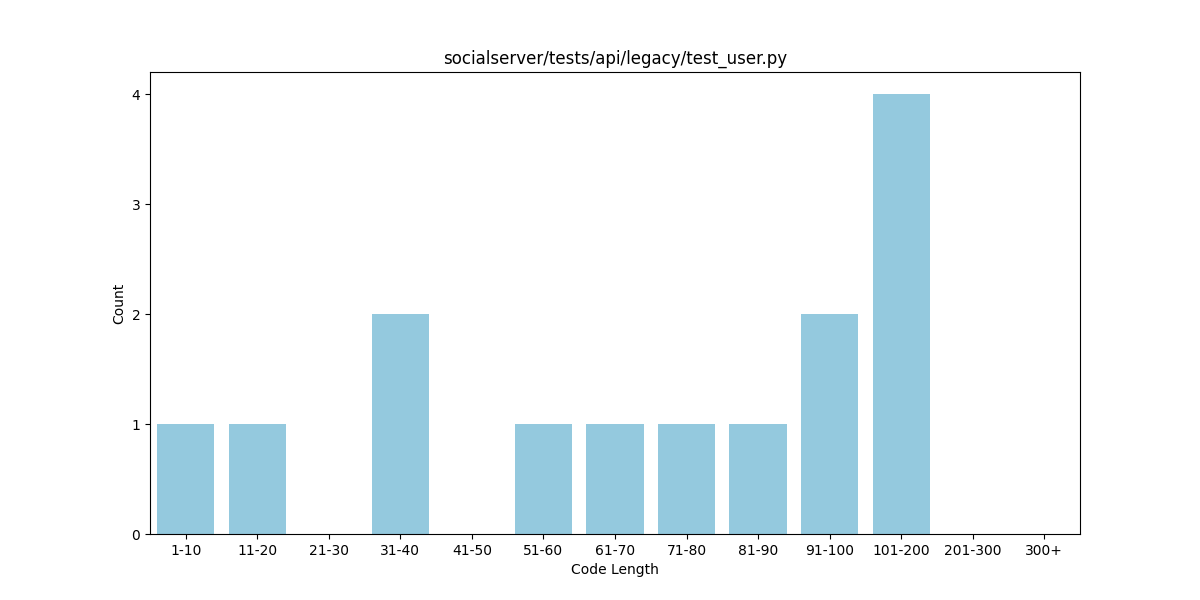 socialserver/tests/api/legacy/test_user.py
4
3
2
1
0
Count
1-10 11-20 21-30 31-40 41-50 51-60 61-70 71-80 81-90 91-100 101-200 201-300 300+
Code Length